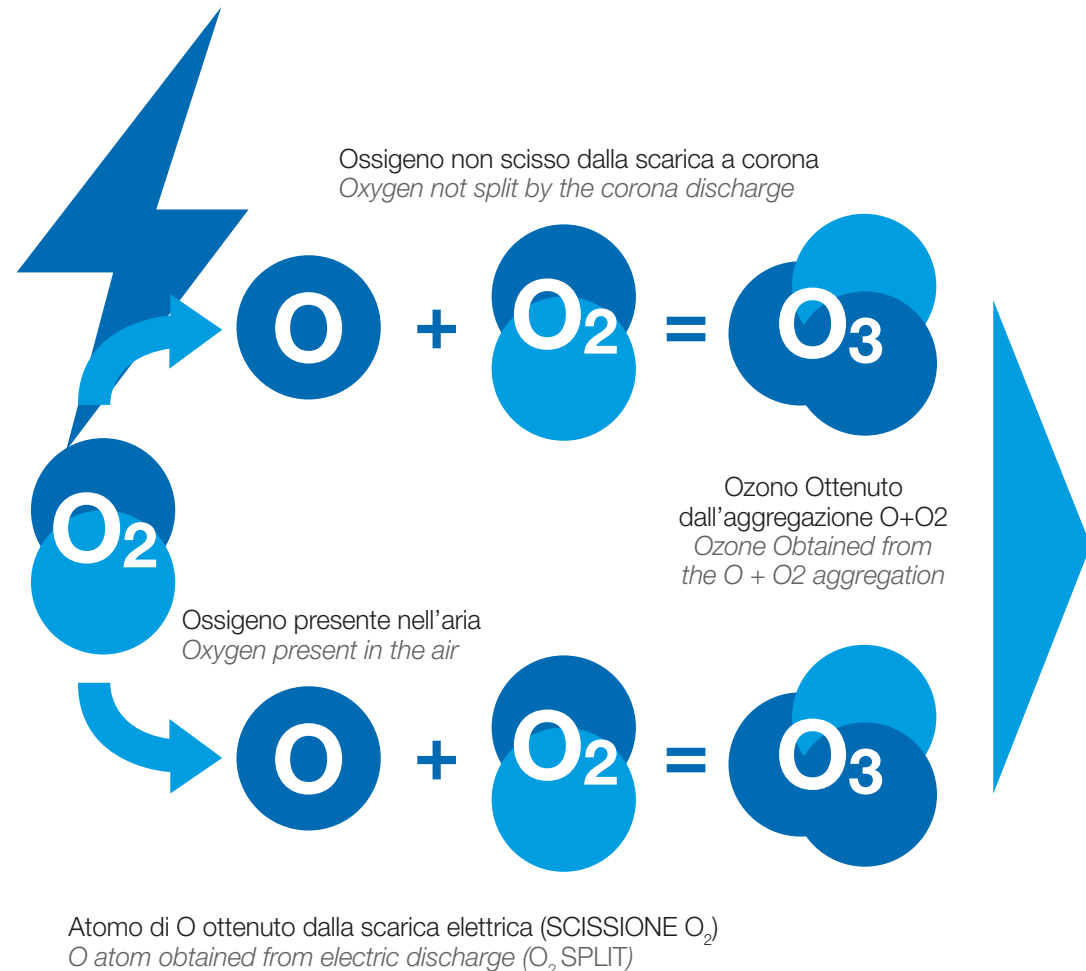 Ossigeno non scisso dalla scarica a corona
Oxygen not split by the corona discharge
O + O2 = O3
O2
Ozono Ottenuto
dall'aggregazione O+O2
Ozone Obtained from
the O + O2 aggregation
Ossigeno presente nell'aria
Oxygen present in the air
O + O2 = O3
Atomo di O ottenuto dalla scarica elettrica (SCISSIONE O₂)
O atom obtained from electric discharge (O₂ SPLIT)